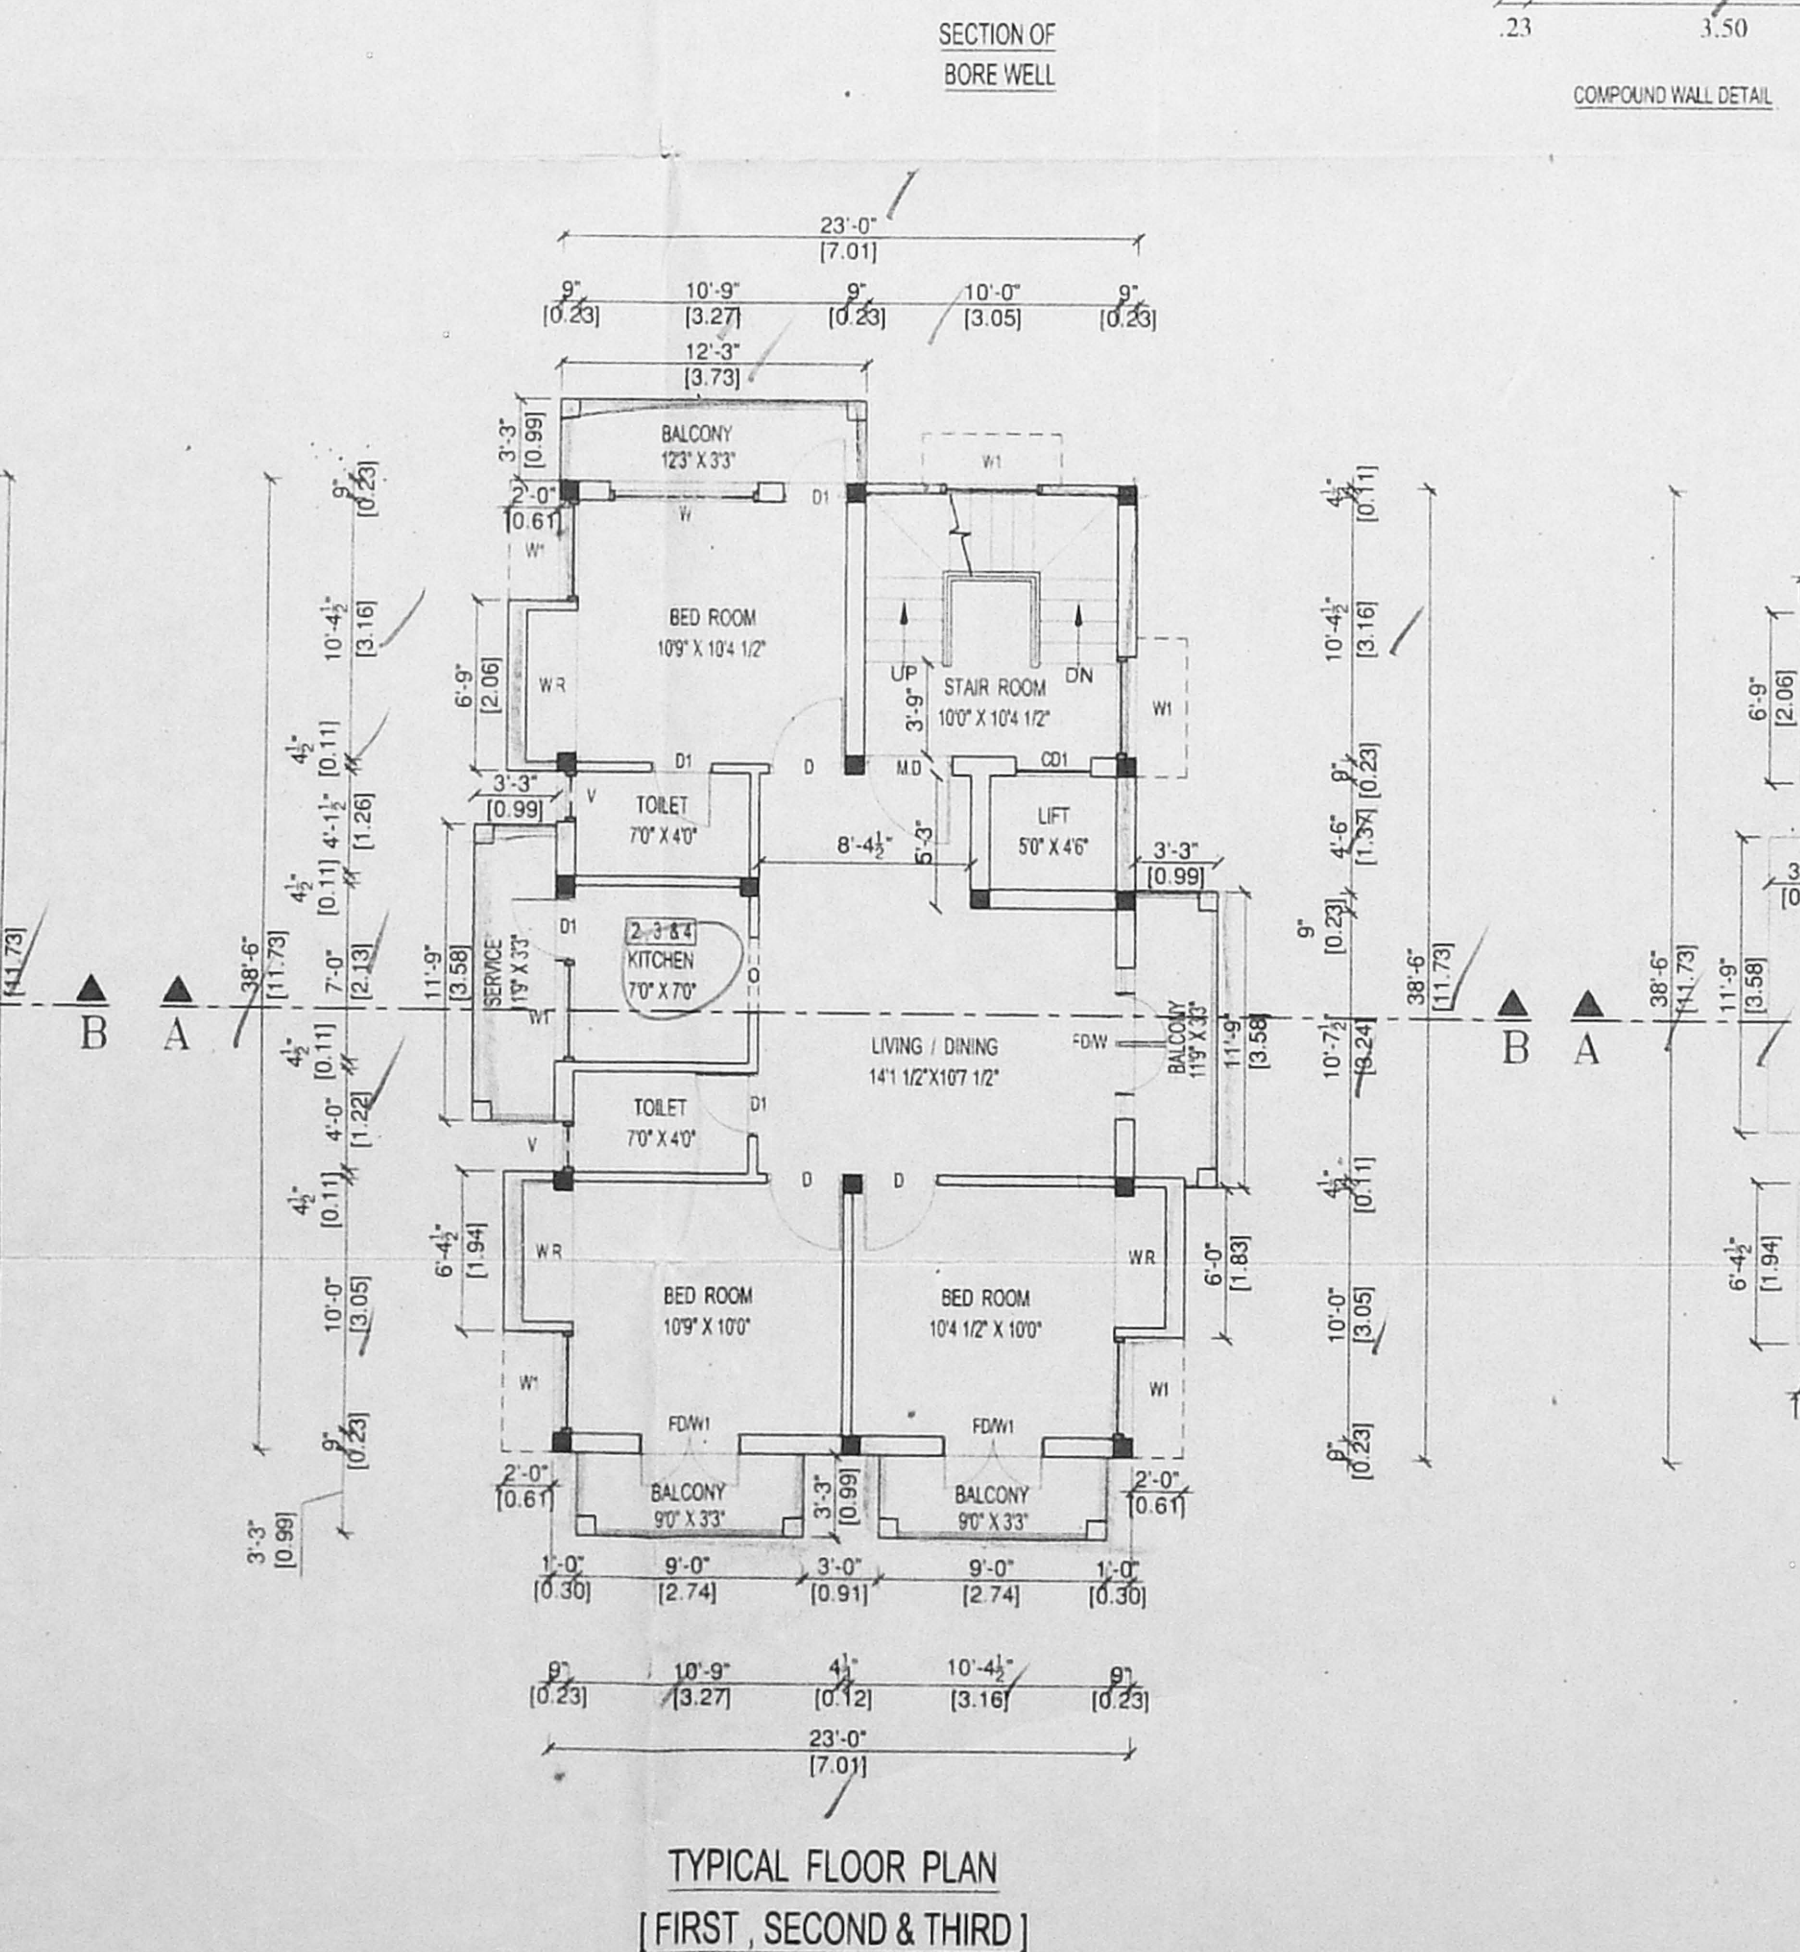 SECTION OF
BORE WELL
.23
3.50
COMPOUND WALL DETAIL
23'-0"
[7.01]
9"
[0.23]
10'-9"
[3.27]
9"
[0.23]
10'-0"
[3.05]
9"
[0.23]
12'-3"
[3.73]
3'-3"
[0.99]
BALCONY
12'3" X 3'3"
W1
2'-0"
[0.61]
W
D1
W1
9"
[0.23]
10'-4½"
[3.16]
4½"
[0.11]
4'-1½"
[1.26]
4½"
[0.11]
7'-0"
[2.13]
4½"
[0.11]
4'-0"
[1.22]
4½"
[0.11]
10'-0"
[3.05]
9"
[0.23]
3'-3"
[0.99]
38'-6"
[11.73]
[11.73]
BED ROOM
10'9" X 10'4 1/2"
6'-9"
[2.06]
WR
UP
DN
STAIR ROOM
10'0" X 10'4 1/2"
3'-9"
W1
D1
D
M.D
CD1
3'-3"
[0.99]
V
TOILET
7'0" X 4'0"
LIFT
5'0" X 4'6"
8'-4½"
5'-3"
3'-3"
[0.99]
11'-9"
[3.58]
SERVICE
11'9" X 3'3"
D1
W1
2, 3 & 4
KITCHEN
7'0" X 7'0"
O
LIVING / DINING
14'1 1/2"X10'7 1/2"
FD/W
BALCONY
11'9" X 3'3"
11'-9"
[3.58]
B
A
B
A
TOILET
7'0" X 4'0"
D1
V
D
D
6'-4½"
[1.94]
WR
WR
6'-0"
[1.83]
BED ROOM
10'9" X 10'0"
BED ROOM
10'4 1/2" X 10'0"
W1
W1
FD/W1
FD/W1
2'-0"
[0.61]
BALCONY
9'0" X 3'3"
3'-3"
[0.99]
BALCONY
9'0" X 3'3"
2'-0"
[0.61]
1'-0"
[0.30]
9'-0"
[2.74]
3'-0"
[0.91]
9'-0"
[2.74]
1'-0"
[0.30]
9"
[0.23]
10'-9"
[3.27]
4½"
[0.12]
10'-4½"
[3.16]
9"
[0.23]
23'-0"
[7.01]
4½"
[0.11]
10'-4½"
[3.16]
9"
[0.23]
4'-6"
[1.37]
9"
[0.23]
10'-7½"
[3.24]
4½"
[0.11]
10'-0"
[3.05]
9"
[0.23]
38'-6"
[11.73]
38'-6"
[11.73]
6'-9"
[2.06]
11'-9"
[3.58]
6'-4½"
[1.94]
TYPICAL FLOOR PLAN
[ FIRST , SECOND & THIRD ]